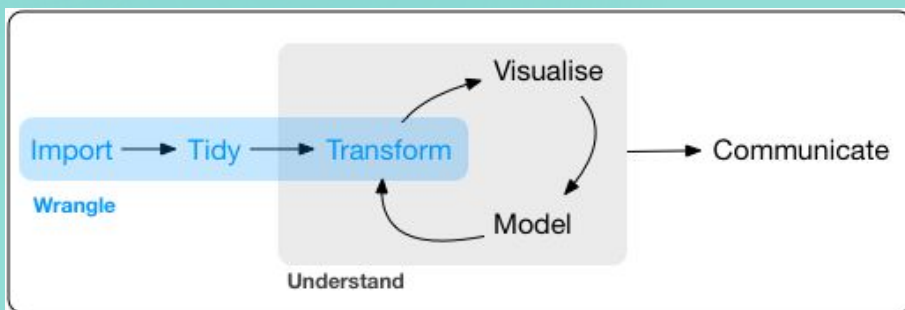 Visualise
Import
Tidy
Transform
Communicate
Wrangle
Model
Understand